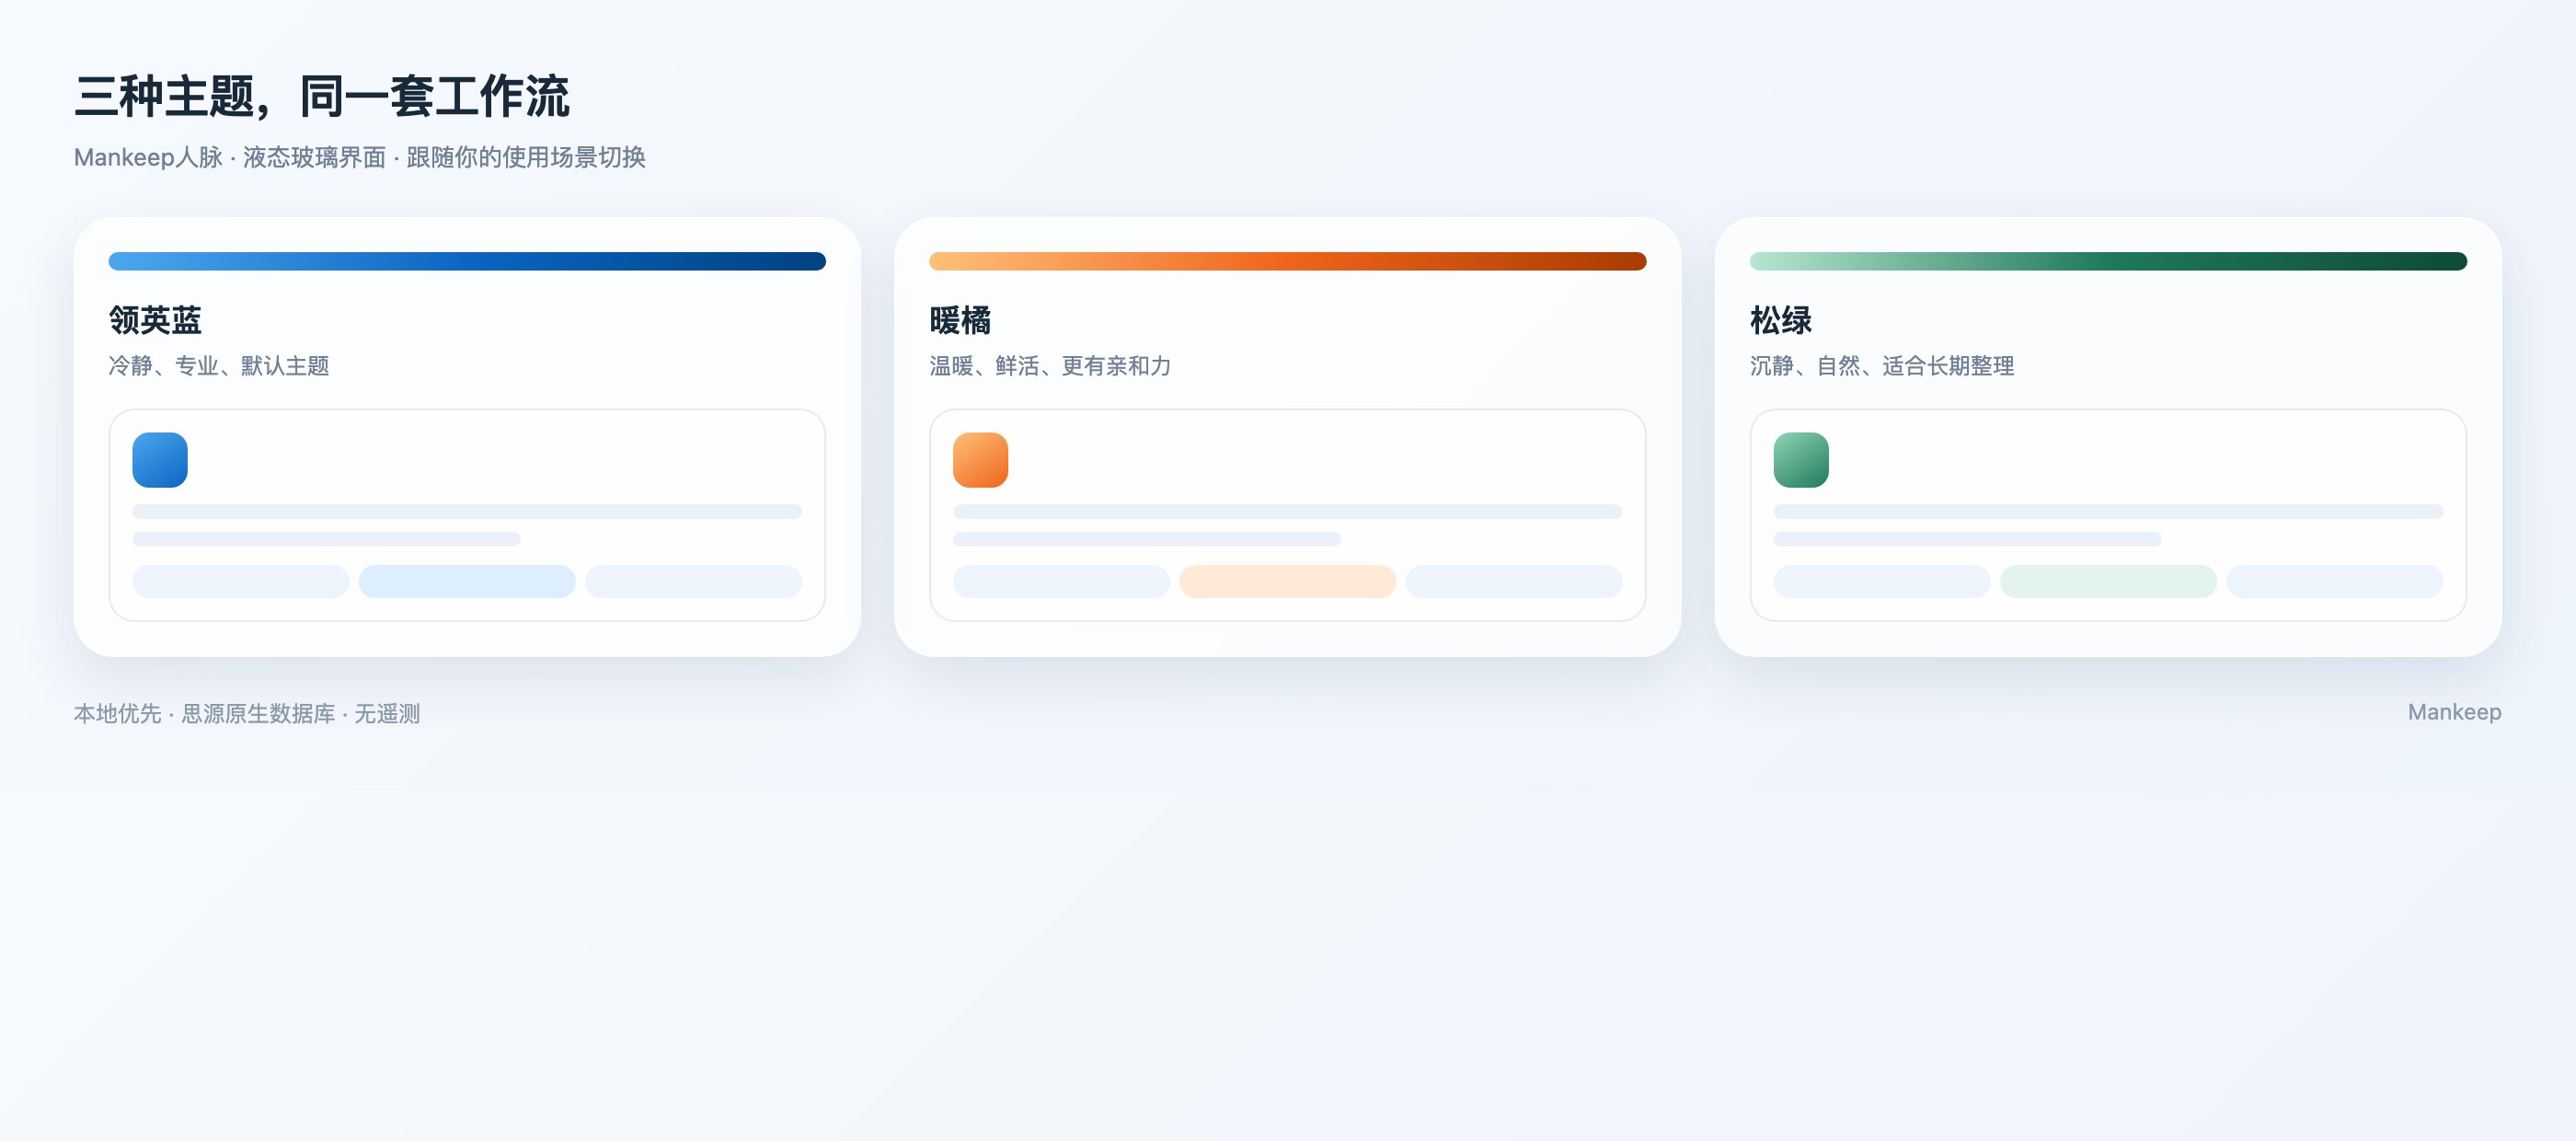 三种主题，同一套工作流
Mankeep人脉 · 液态玻璃界面 · 跟随你的使用场景切换
领英蓝
冷静、专业、默认主题
暖橘
温暖、鲜活、更有亲和力
松绿
沉静、自然、适合长期整理
本地优先 · 思源原生数据库 · 无遥测
Mankeep